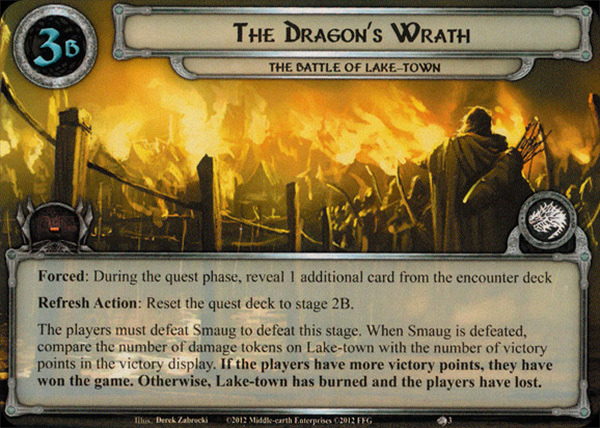 3B
THE DRAGON'S WRATH
THE BATTLE OF LAKE-TOWN
Forced: During the quest phase, reveal 1 additional card from the encounter deck
Refresh Action: Reset the quest deck to stage 2B.
The players must defeat Smaug to defeat this stage. When Smaug is defeated,
compare the number of damage tokens on Lake-town with the number of victory
points in the victory display. If the players have more victory points, they have
won the game. Otherwise, Lake-town has burned and the players have lost.
Illus. Derek Zabrocki ©2012 Middle-earth Enterprises ©2012 FFG 3